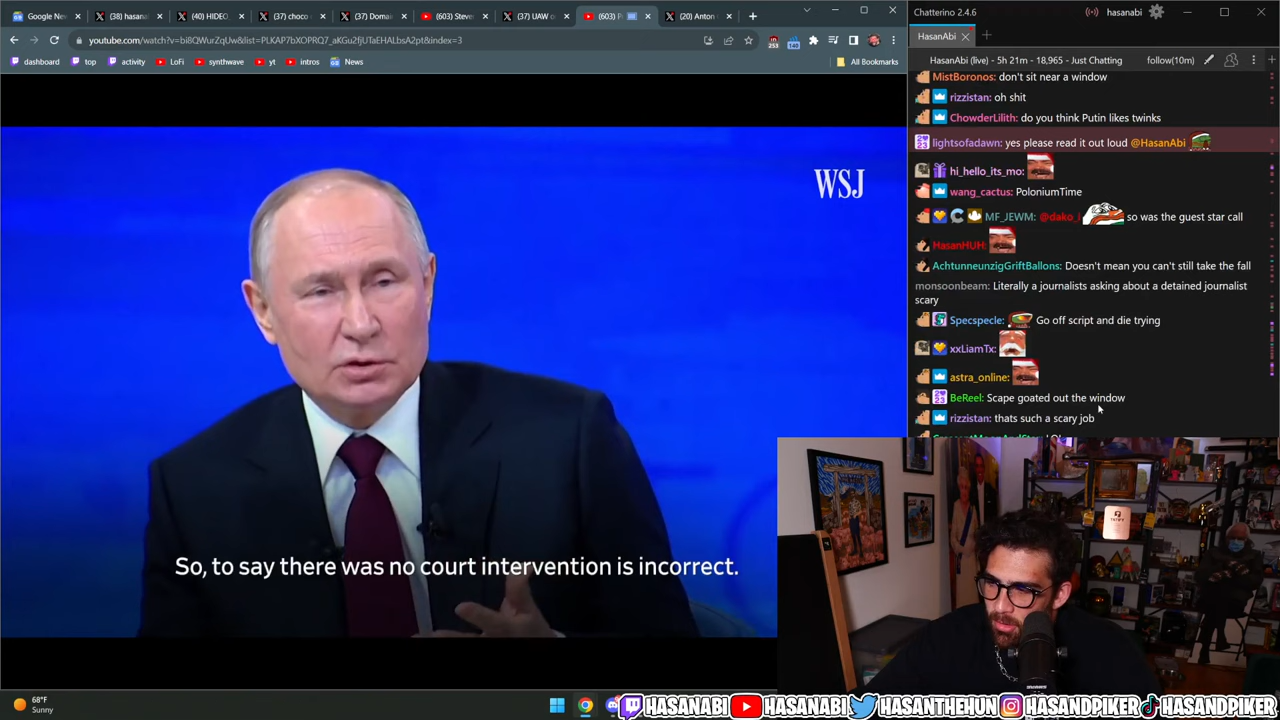 Google Ne
(38) hasana
(40) HIDEO
(37) choco
(37) Domai
(603) Steve
(37) UAW c
(603) P
(20) Anton
youtube.com/watch?v=bi8QWurZqUw&list=PLKAP7bXOPRQ7_aKGu2fjUTaEHALbsA2pt&index=3
253
140
dashboard
top
activity
LoFi
synthwave
yt
intros
News
All Bookmarks
WSJ
So, to say there was no court intervention is incorrect.
Chatterino 2.4.6
hasanabi
HasanAbi
HasanAbi (live) - 5h 21m - 18,965 - Just Chatting
follow(10m)
MistBoronos: don't sit near a window
rizzistan: oh shit
ChowderLilith: do you think Putin likes twinks
lightsofadawn: yes please read it out loud @HasanAbi
hi_hello_its_mo:
wang_cactus: PoloniumTime
MF_JEWM: @dako_l so was the guest star call
HasanHUH:
AchtunneunzigGriftBallons: Doesn't mean you can't still take the fall
monsoonbeam: Literally a journalists asking about a detained journalist
scary
Specspecle: Go off script and die trying
xxLiamTx:
astra_online:
BeReel: Scape goated out the window
rizzistan: thats such a scary job
68°F
Sunny
HASANABI
HASANABI
HASANTHEHUN
HASANDPIKER
HASANDPIKER